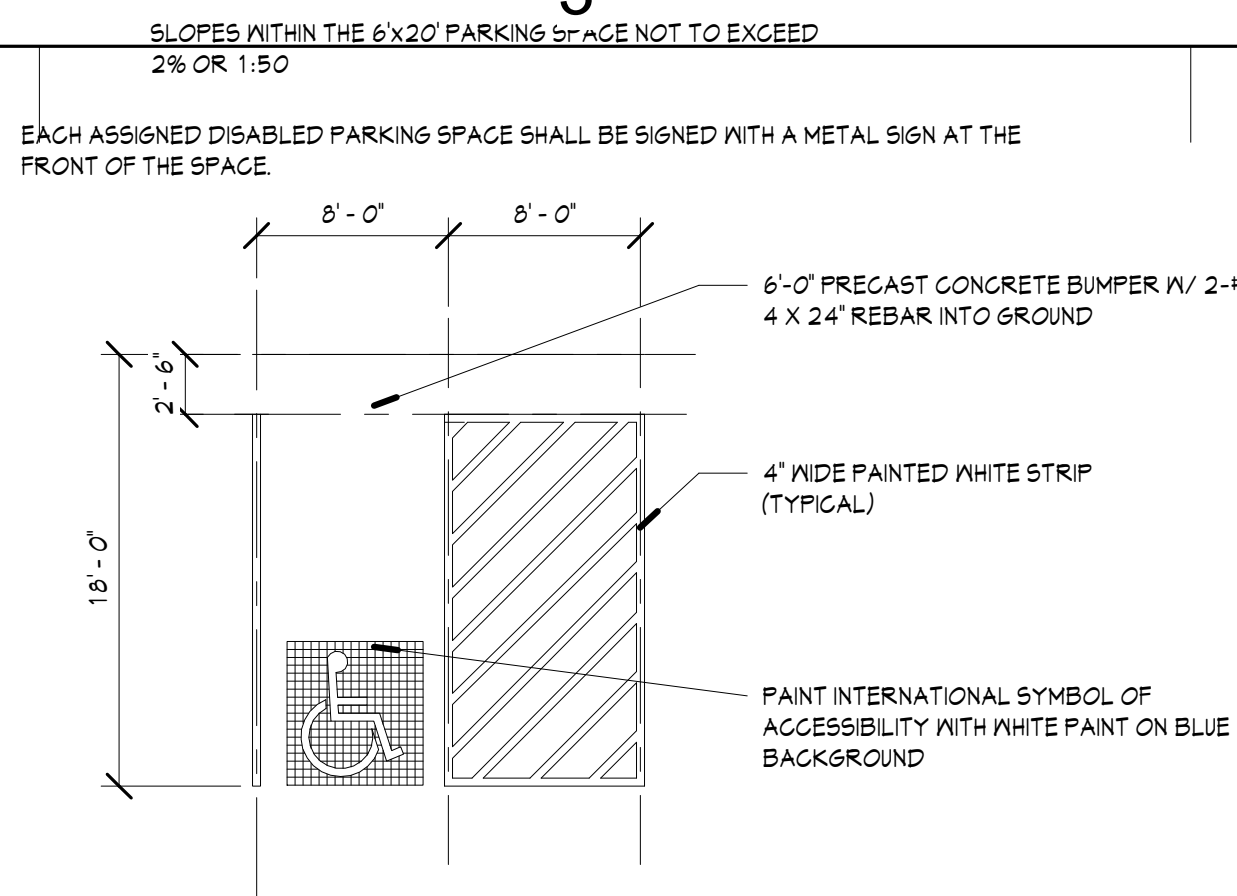 SLOPES WITHIN THE 6'x20' PARKING SPACE NOT TO EXCEED
2% OR 1:50
EACH ASSIGNED DISABLED PARKING SPACE SHALL BE SIGNED WITH A METAL SIGN AT THE
FRONT OF THE SPACE.
8' - 0"
8' - 0"
6'-0" PRECAST CONCRETE BUMPER W/ 2-#
4 X 24" REBAR INTO GROUND
2' - 6"
4" WIDE PAINTED WHITE STRIP
(TYPICAL)
18' - 0"
PAINT INTERNATIONAL SYMBOL OF
ACCESSIBILITY WITH WHITE PAINT ON BLUE
BACKGROUND